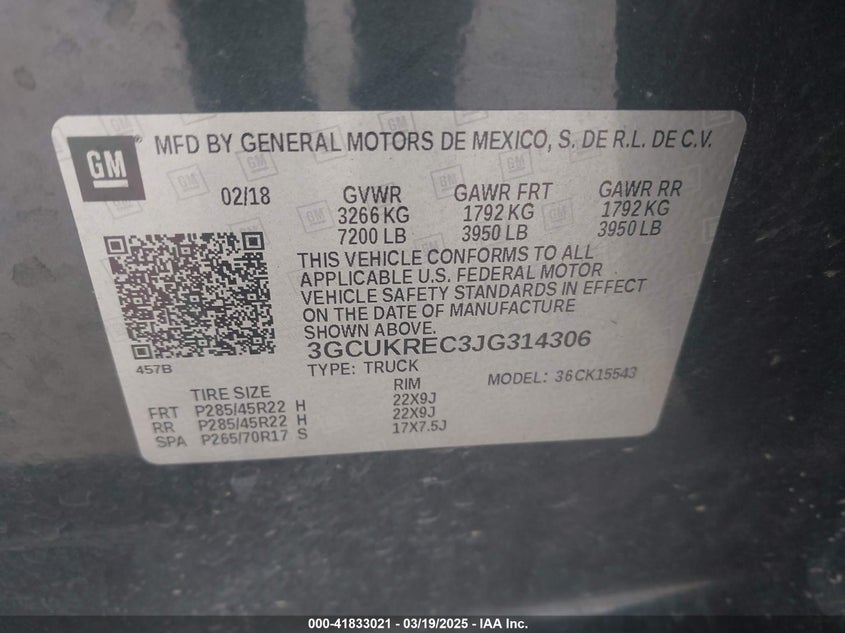 GM MFD BY GENERAL MOTORS DE MEXICO, S. DE R.L. DE C.V.
02/18 GVWR GAWR FRT GAWR RR
3266 KG 1792 KG 1792 KG
7200 LB 3950 LB 3950 LB
THIS VEHICLE CONFORMS TO ALL
APPLICABLE U.S. FEDERAL MOTOR
VEHICLE SAFETY STANDARDS IN EFFECT
ON THE DATE OF MANUFACTURE
SHOWN ABOVE.
3GCUKREC3JG314306
457B TYPE: TRUCK MODEL: 36CK15543
TIRE SIZE RIM
FRT P285/45R22 H 22X9J
RR P285/45R22 H 22X9J
SPA P265/70R17 S 17X7.5J
000-41833021 - 03/19/2025 - IAA Inc.